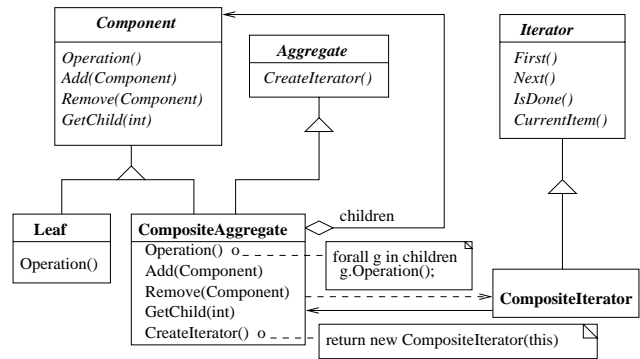 Component
Operation()
Add(Component)
Remove(Component)
GetChild(int)
Aggregate
CreateIterator()
Iterator
First()
Next()
IsDone()
CurrentItem()
Leaf
Operation()
CompositeAggregate
Operation() o
Add(Component)
Remove(Component)
GetChild(int)
CreateIterator() o
children
forall g in children
g.Operation();
CompositeIterator
return new CompositeIterator(this)